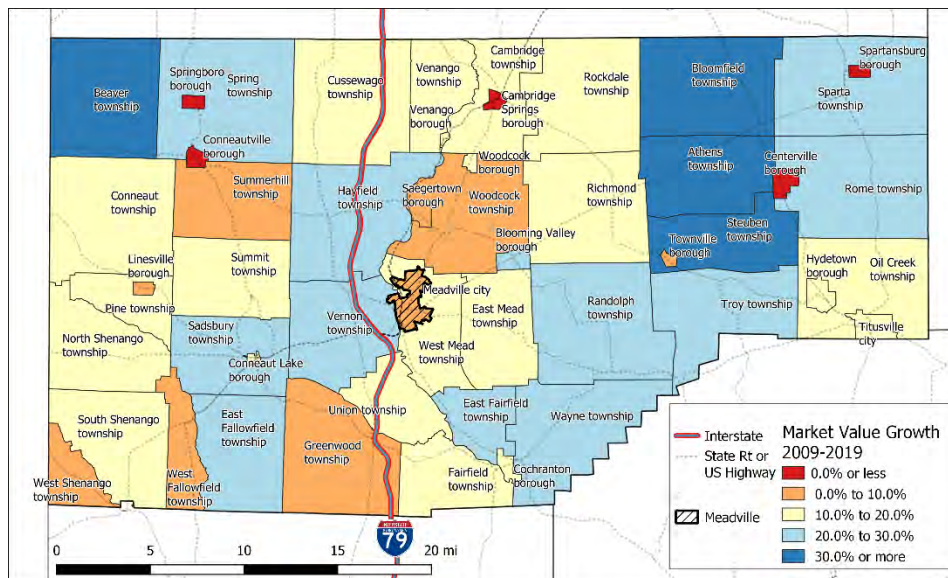 Beaver
township
Springboro
borough
Spring
township
Cussewago
township
Venango
township
Venango
borough
Cambridge
township
Cambridge
Springs
borough
Rockdale
township
Bloomfield
township
Spartansburg
borough
Sparta
township
Conneautville
borough
Summerhill
township
Hayfield
township
Saegertown
borough
Woodcock
borough
Woodcock
township
Blooming Valley
borough
Richmond
township
Athens
township
Centerville
borough
Rome township
Steuben
township
Townville
borough
Conneaut
township
Linesville
borough
Pine township
Summit
township
Sadsbury
township
Vernon
township
Meadville city
East Mead
township
West Mead
township
Randolph
township
Troy township
Hydetown
borough
Oil Creek
township
Titusville
city
North Shenango
township
Conneaut Lake
borough
South Shenango
township
East
Fallowfield
township
Union township
Greenwood
township
East Fairfield
township
Wayne township
Cochranton
borough
Fairfield
township
West Shenango
township
West
Fallowfield
township
INTERSTATE
79
0 5 10 15 20 mi
Interstate
State Rt or
US Highway
Meadville
Market Value Growth
2009-2019
0.0% or less
0.0% to 10.0%
10.0% to 20.0%
20.0% to 30.0%
30.0% or more